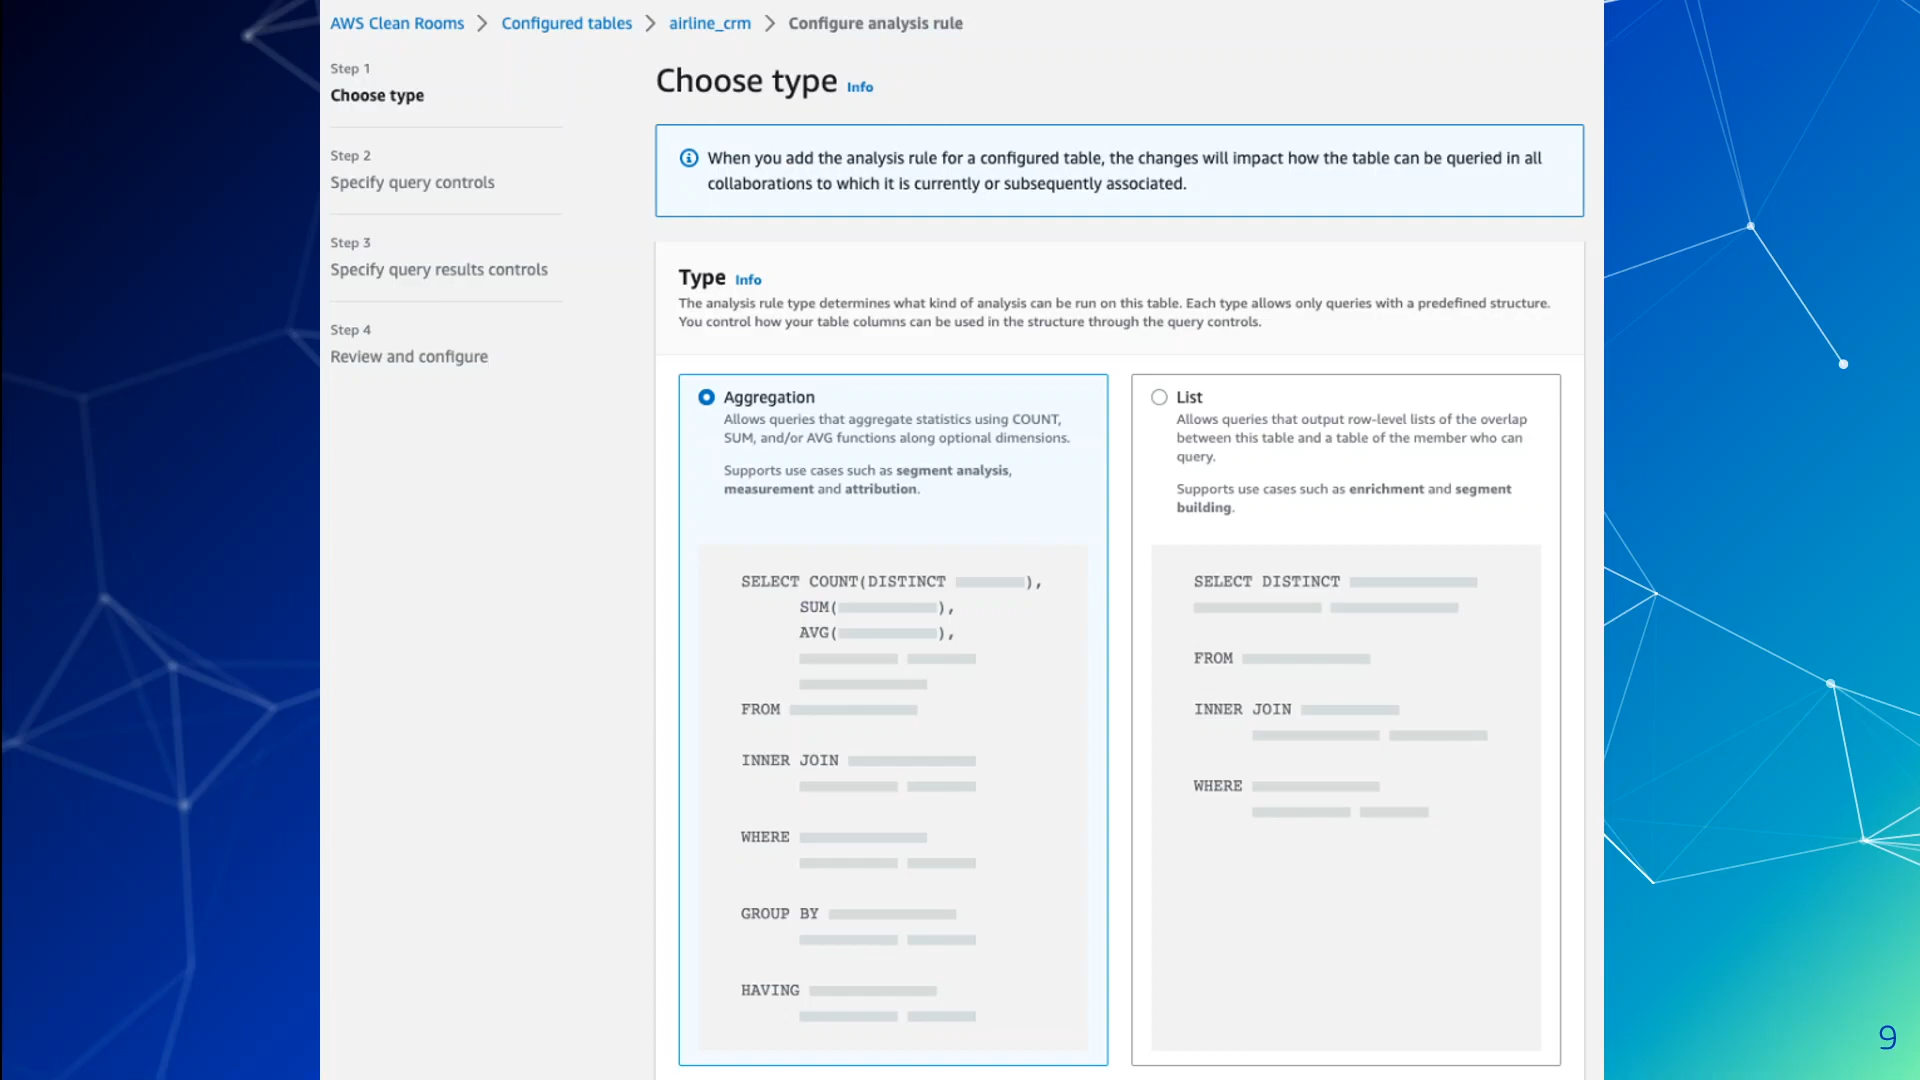 AWS Clean Rooms > Configured tables > airline_crm > Configure analysis rule
Step 1
Choose type
Step 2
Specify query controls
Step 3
Specify query results controls
Step 4
Review and configure
Choose type Info
When you add the analysis rule for a configured table, the changes will impact how the table can be queried in all
collaborations to which it is currently or subsequently associated.
Type Info
The analysis rule type determines what kind of analysis can be run on this table. Each type allows only queries with a predefined structure.
You control how your table columns can be used in the structure through the query controls.
Aggregation
Allows queries that aggregate statistics using COUNT,
SUM, and/or AVG functions along optional dimensions.
Supports use cases such as segment analysis,
measurement and attribution.
SELECT COUNT(DISTINCT ),
SUM( ),
AVG( ),
FROM
INNER JOIN
WHERE
GROUP BY
HAVING
List
Allows queries that output row-level lists of the overlap
between this table and a table of the member who can
query.
Supports use cases such as enrichment and segment
building.
SELECT DISTINCT
FROM
INNER JOIN
WHERE
9